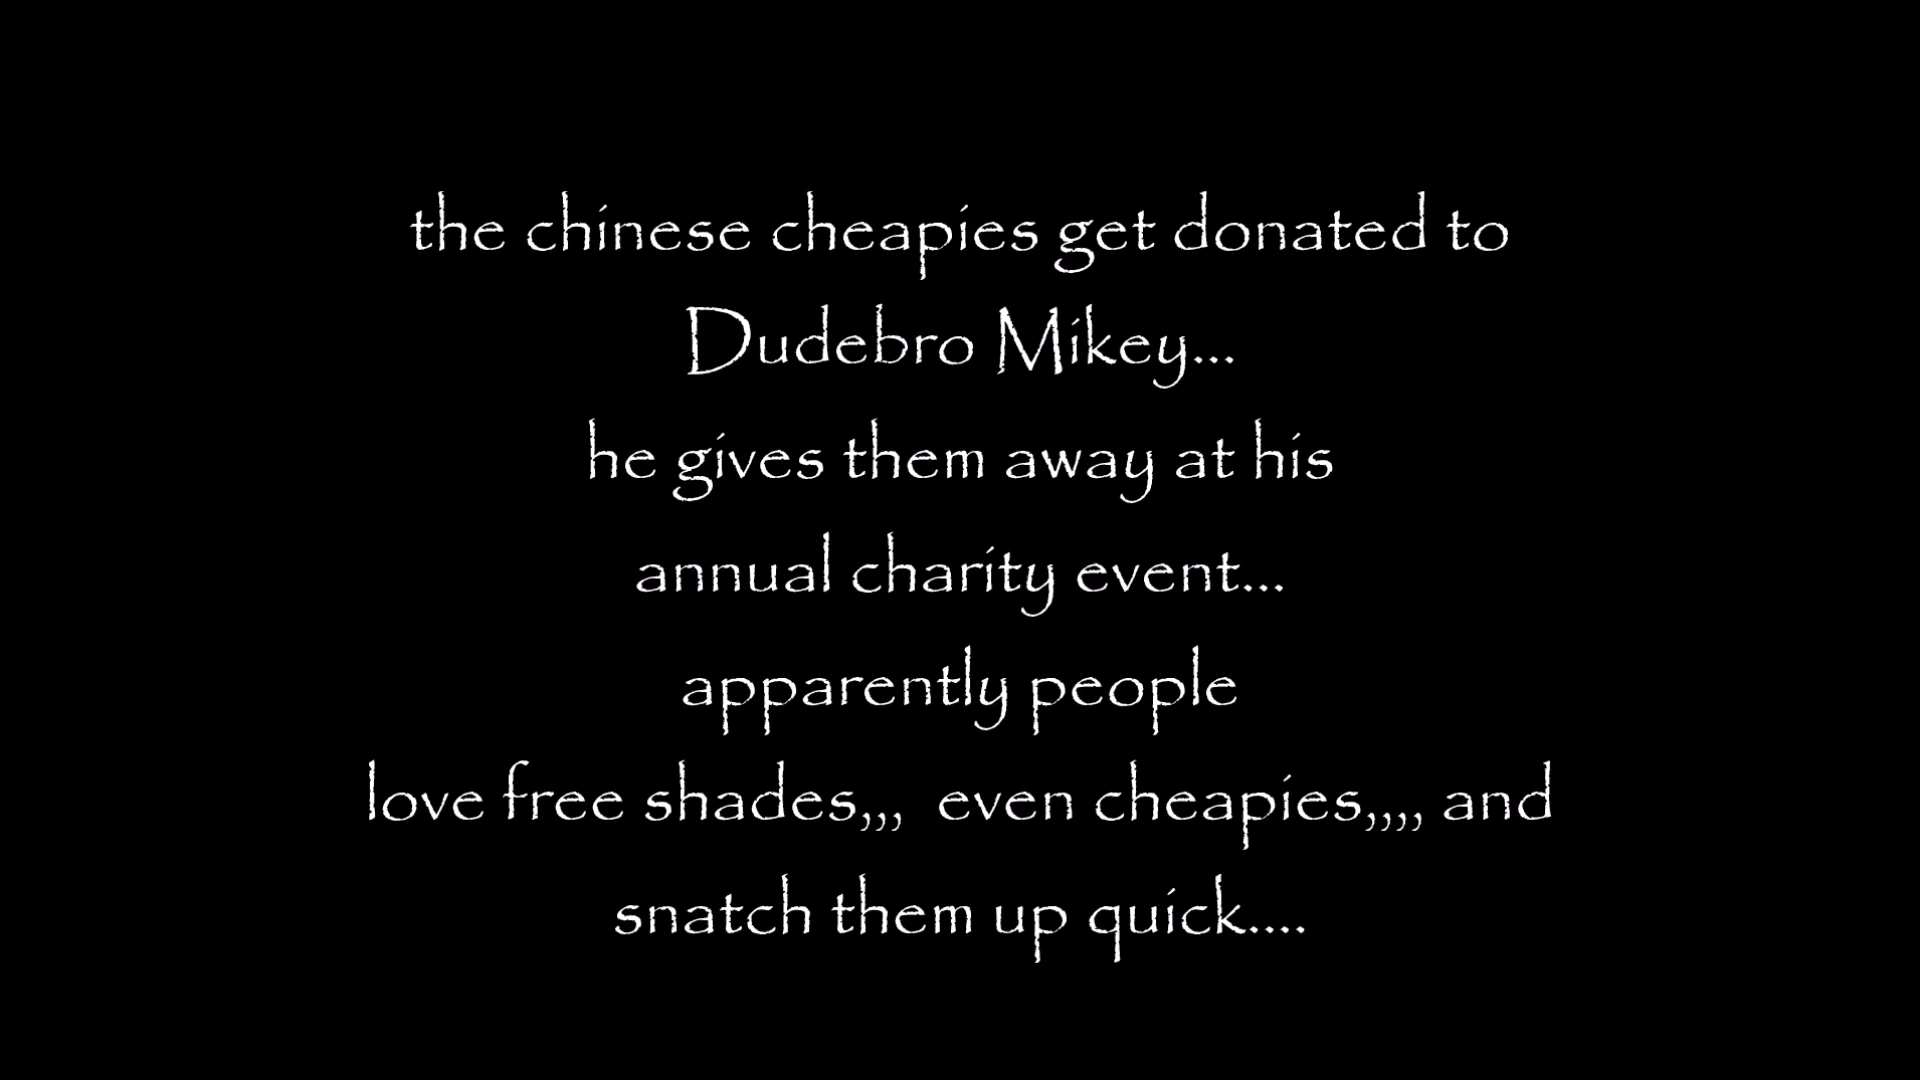 the chinese cheapies get donated to
Dudebro Mikey...
he gives them away at his
annual charity event...
apparently people
love free shades,,,  even cheapies,,,, and
snatch them up quick....